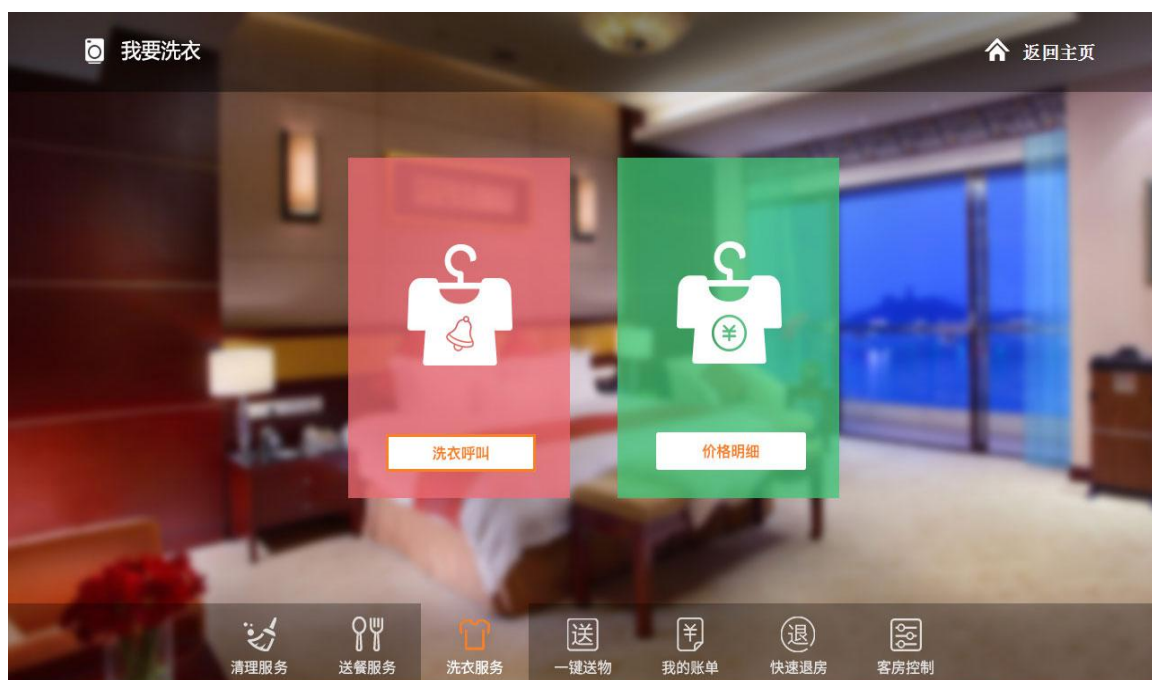 我要洗衣
返回主页
¥
洗衣呼叫
价格明细
清理服务
送餐服务
洗衣服务
送
一键送物
¥
我的账单
退
快速退房
客房控制